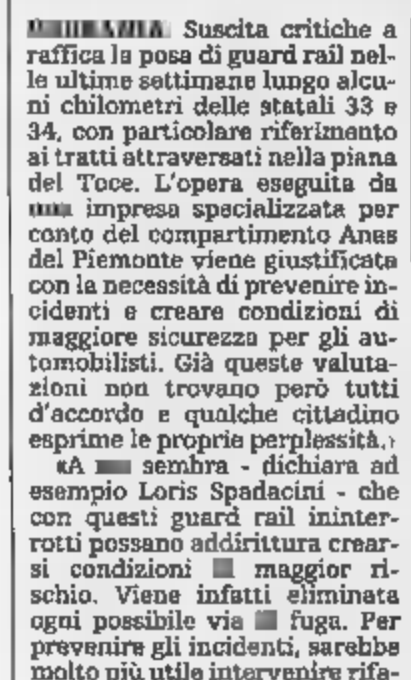 Suscita critiche a
raffica la posa di guard rail nel-
le ultime settimane lungo alcu-
ni chilometri delle statali 33 e
34, con particolare riferimento
ai tratti attraversati nella piana
del Toce. L'opera eseguita da
impresa specializzata per
conto del compartimento Anas
del Piemonte viene giustificata
con la necessità di prevenire in-
cidenti e creare condizioni di
maggiore sicurezza per gli au-
tomobilisti. Già queste valuta-
zioni non trovano però tutti
d'accordo e qualche cittadino
esprime le proprie perplessità.
«A sembra - dichiara ad
esempio Loris Spadacini - che
con questi guard rail ininter-
rotti possano addirittura crear-
si condizioni maggior ri-
schio. Viene infatti eliminata
ogni possibile via fuga. Per
prevenire gli incidenti, sarebbe
molto più utile intervenire rifa-